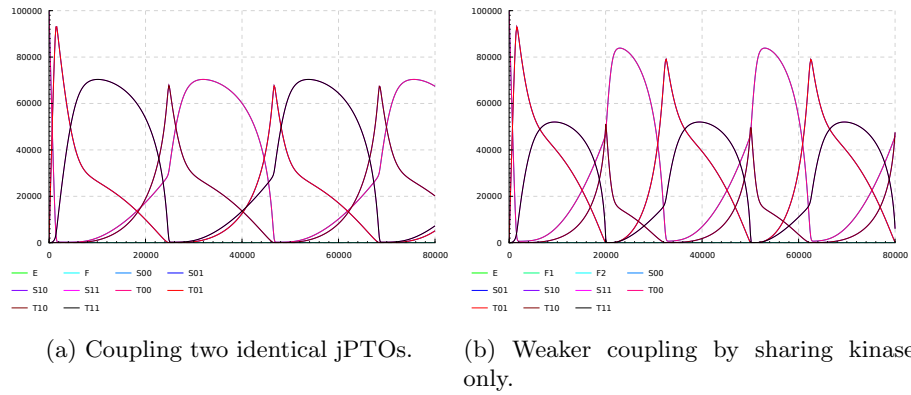 100000
80000
60000
40000
20000
0
0 20000 40000 60000 80000
E F S00 S01
S10 S11 T00 T01
T10 T11
(a) Coupling two identical jPTOs.
100000
80000
60000
40000
20000
0
0 20000 40000 60000 80000
E F1 F2 S00
S01 S10 S11 T00
T01 T10 T11
(b) Weaker coupling by sharing kinase
only.